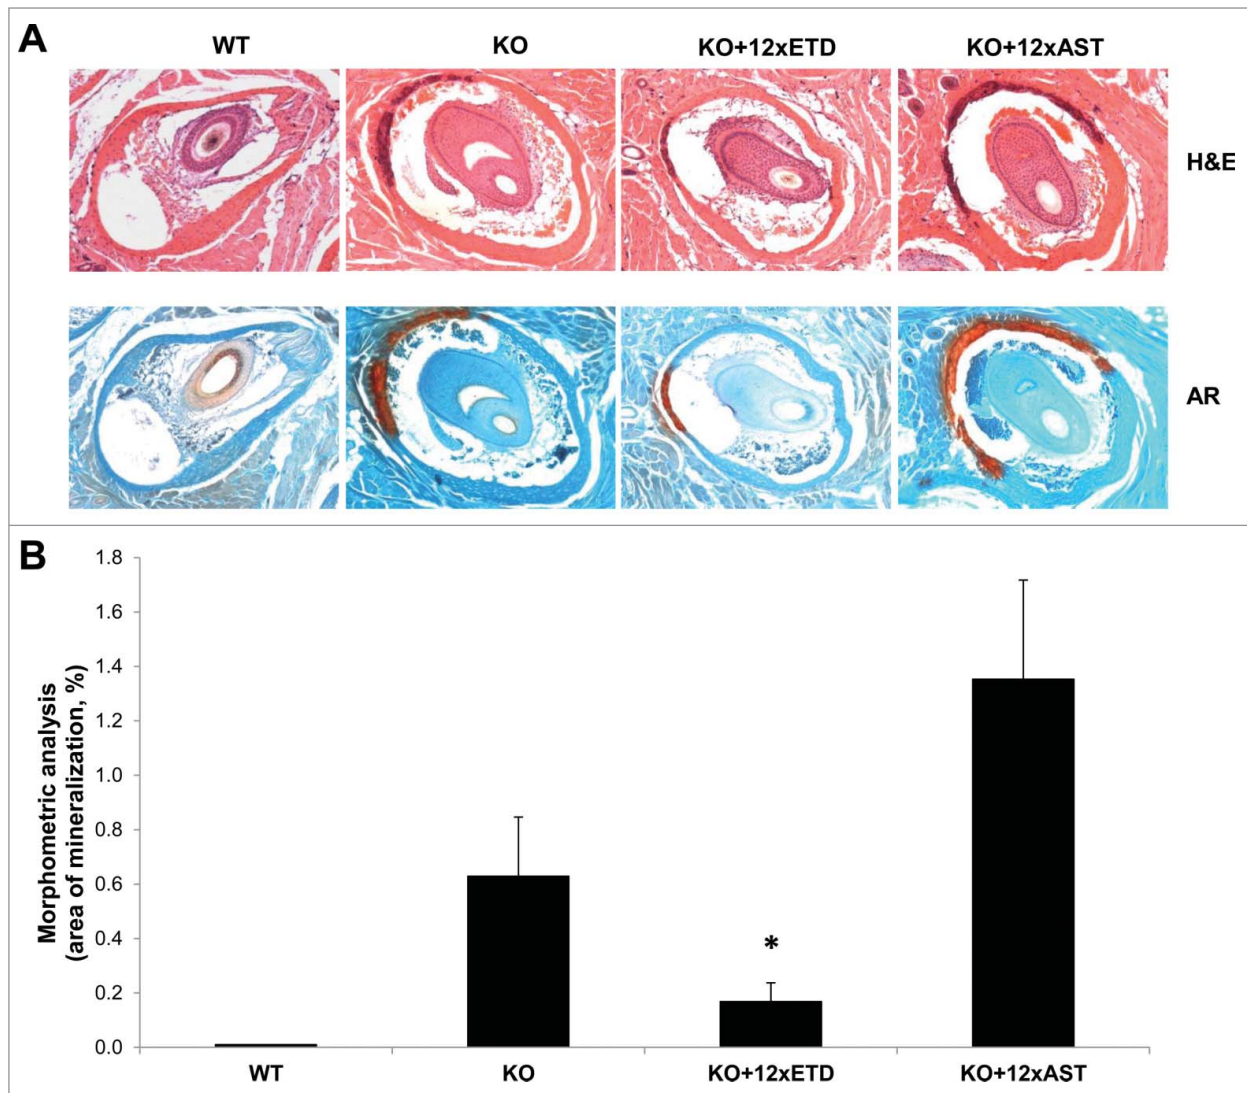 A
WT
KO
KO+12xETD
KO+12xAST
H&E
AR
B
Morphometric analysis
(area of mineralization, %)
1.8
1.6
1.4
1.2
1.0
0.8
0.6
0.4
0.2
0.0
*
WT
KO
KO+12xETD
KO+12xAST